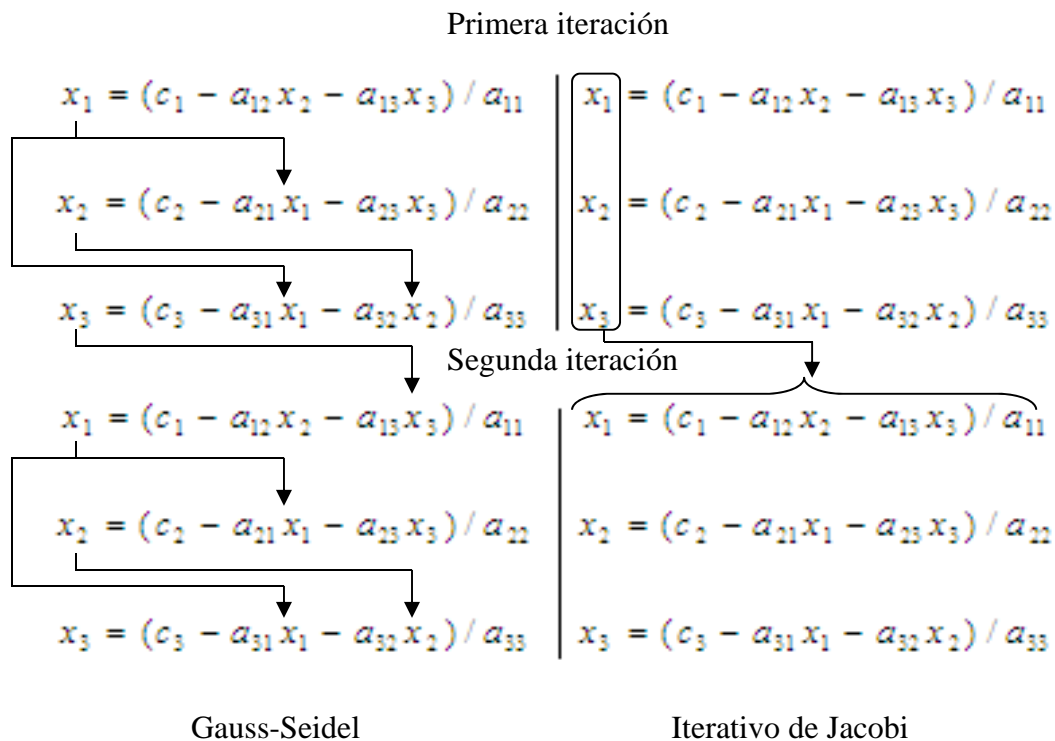 Primera iteración
x₁ = (c₁ − a₁₂x₂ − a₁₃x₃) / a₁₁
x₁ = (c₁ − a₁₂x₂ − a₁₃x₃) / a₁₁
x₂ = (c₂ − a₂₁x₁ − a₂₃x₃) / a₂₂
x₂ = (c₂ − a₂₁x₁ − a₂₃x₃) / a₂₂
x₃ = (c₃ − a₃₁x₁ − a₃₂x₂) / a₃₃
x₃ = (c₃ − a₃₁x₁ − a₃₂x₂) / a₃₃
Segunda iteración
x₁ = (c₁ − a₁₂x₂ − a₁₃x₃) / a₁₁
x₁ = (c₁ − a₁₂x₂ − a₁₃x₃) / a₁₁
x₂ = (c₂ − a₂₁x₁ − a₂₃x₃) / a₂₂
x₂ = (c₂ − a₂₁x₁ − a₂₃x₃) / a₂₂
x₃ = (c₃ − a₃₁x₁ − a₃₂x₂) / a₃₃
x₃ = (c₃ − a₃₁x₁ − a₃₂x₂) / a₃₃
Gauss-Seidel
Iterativo de Jacobi